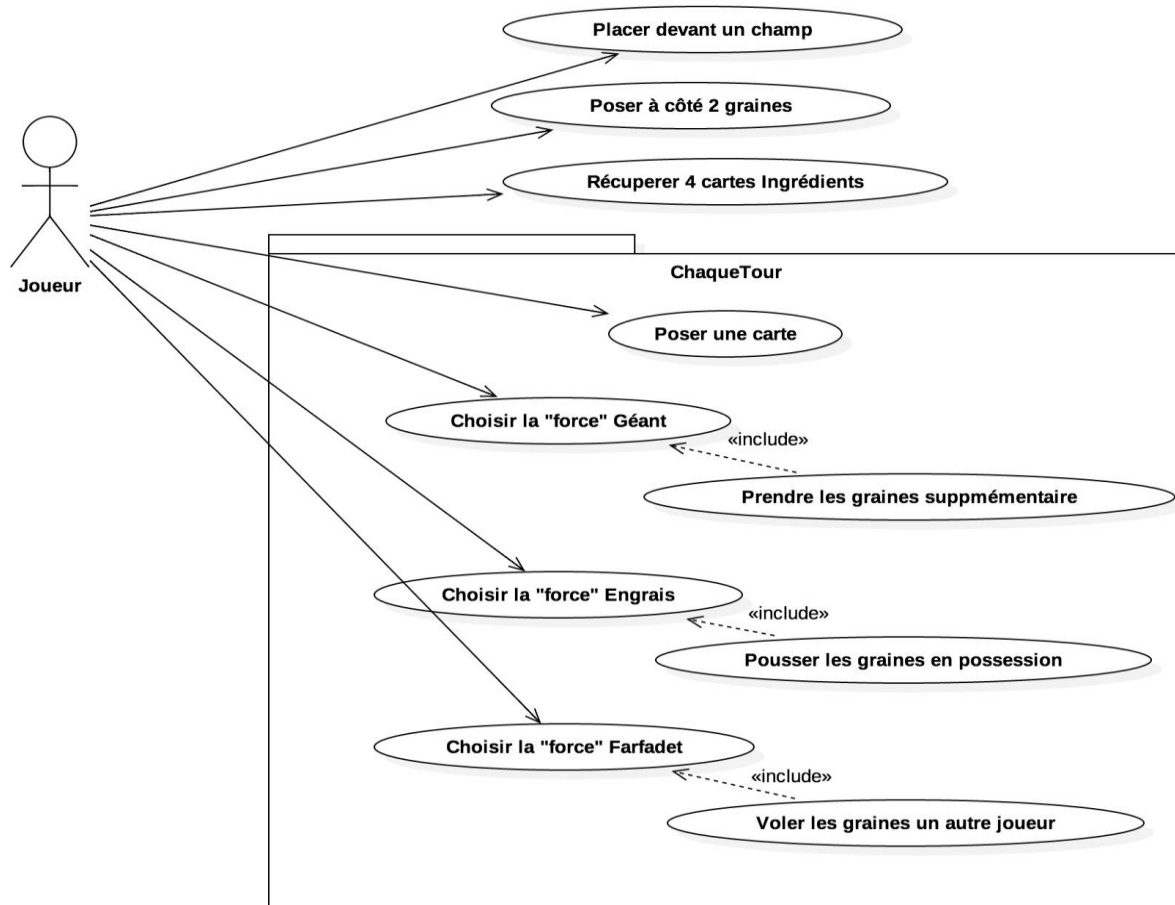 Placer devant un champ
Poser à côté 2 graines
Récuperer 4 cartes Ingrédients
Joueur
ChaqueTour
Poser une carte
Choisir la "force" Géant
«include»
Prendre les graines suppmémentaire
Choisir la "force" Engrais
«include»
Pousser les graines en possession
Choisir la "force" Farfadet
«include»
Voler les graines un autre joueur